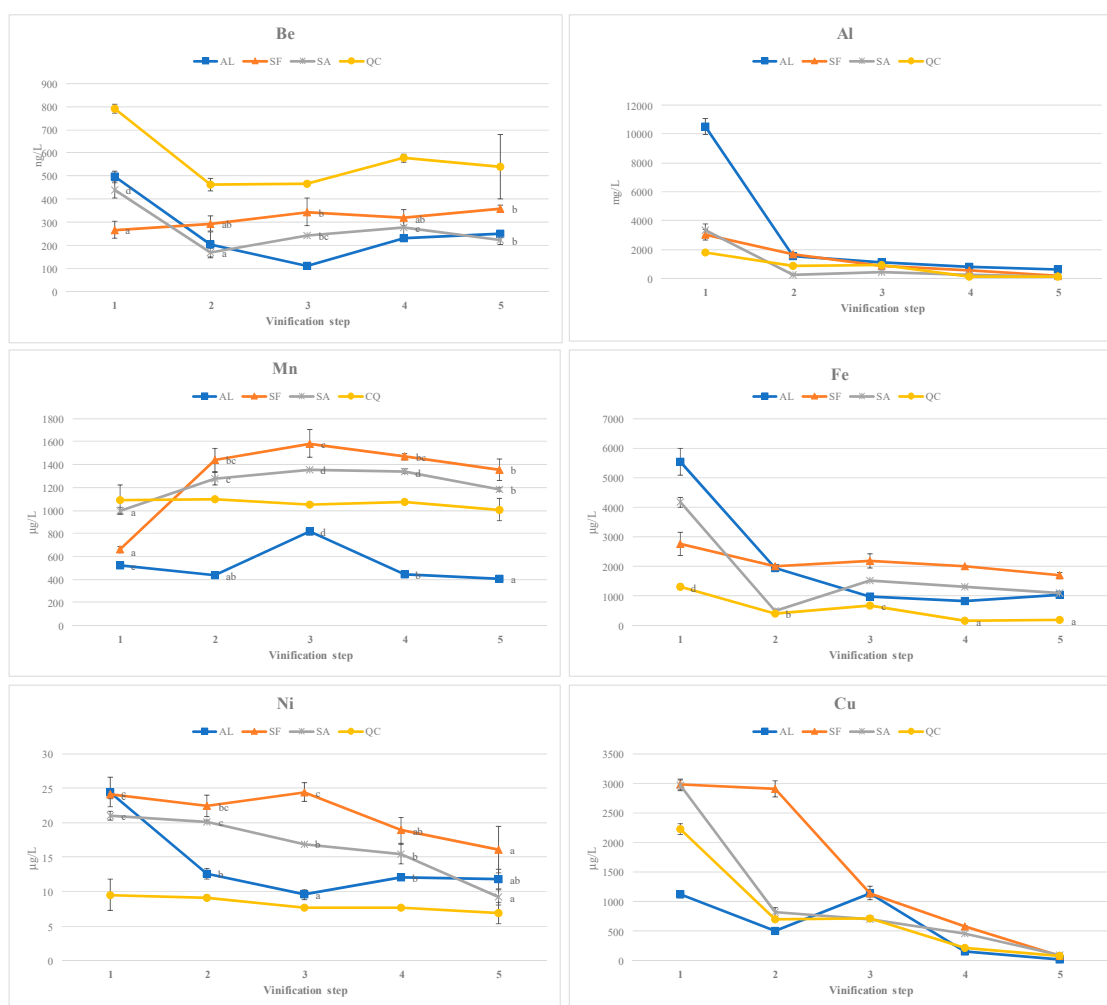 Be
AL SF SA QC
900
800
700
600
500
400
300
200
100
0
ng/L
d
a
ab
a
b
bc
ab
c
b
b
1 2 3 4 5
Vinification step
Al
AL SF SA QC
12000
10000
8000
6000
4000
2000
0
mg/L
1 2 3 4 5
Vinification step
Mn
AL SF SA CQ
1800
1600
1400
1200
1000
800
600
400
200
0
µg/L
a
a
c
bc
c
ab
c
d
d
bc
d
b
b
b
a
1 2 3 4 5
Vinification step
Fe
AL SF SA QC
7000
6000
5000
4000
3000
2000
1000
0
µg/L
d
b
c
a
a
1 2 3 4 5
Vinification step
Ni
AL SF SA QC
30
25
20
15
10
5
0
µg/L
c
c
bc
c
b
c
b
a
ab
b
b
a
ab
a
1 2 3 4 5
Vinification step
Cu
AL SF SA QC
3500
3000
2500
2000
1500
1000
500
0
µg/L
1 2 3 4 5
Vinification step